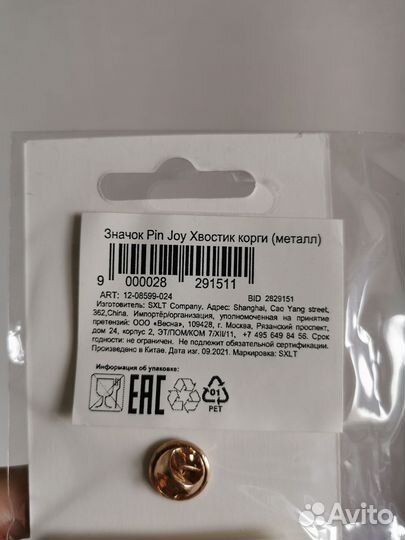 Значок Pin Joy Хвостик корги (металл)
9 000028 291511
ART: 12-08599-024 BID 2829151
Изготовитель: SXLT Company. Адрес: Shanghai, Cao Yang street,
362,China. Импортёр/организация, уполномоченная на принятие
претензий: ООО «Весна», 109428, г. Москва, Рязанский проспект,
дом 24, корпус 2, ЭТ/ПОМ/КОМ 7/XII/11, +7 495 649 84 56. Срок
годности: не ограничен. Не подлежит обязательной сертификации.
Произведено в Китае. Дата изг. 09.2021. Маркировка: SXLT
Информация об упаковке:
EAC
01
PET
Avito